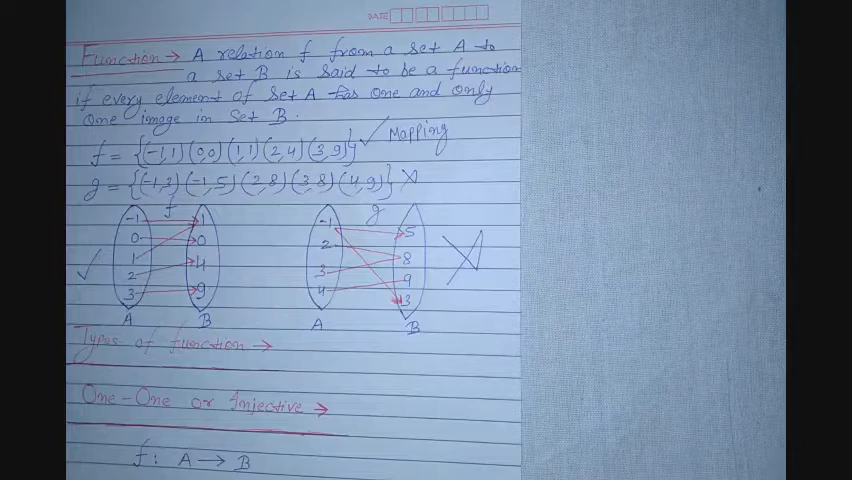 DATE
Function → A relation f from a set A to
a set B is said to be a function
if every element of set A has one and only
one image in set B.
f = {(-1,1)(0,0)(1,1)(2,4)(3,9)} ✓ Mapping
g = {(-1,3)(-1,5)(2,8)(3,8)(4,9)} ✗
f g
-1 1 -1 5
0 0 2 8
1 4 3 9
2 9 4 3
3
A B A B
Types of function →
One-One or Injective →
f : A → B